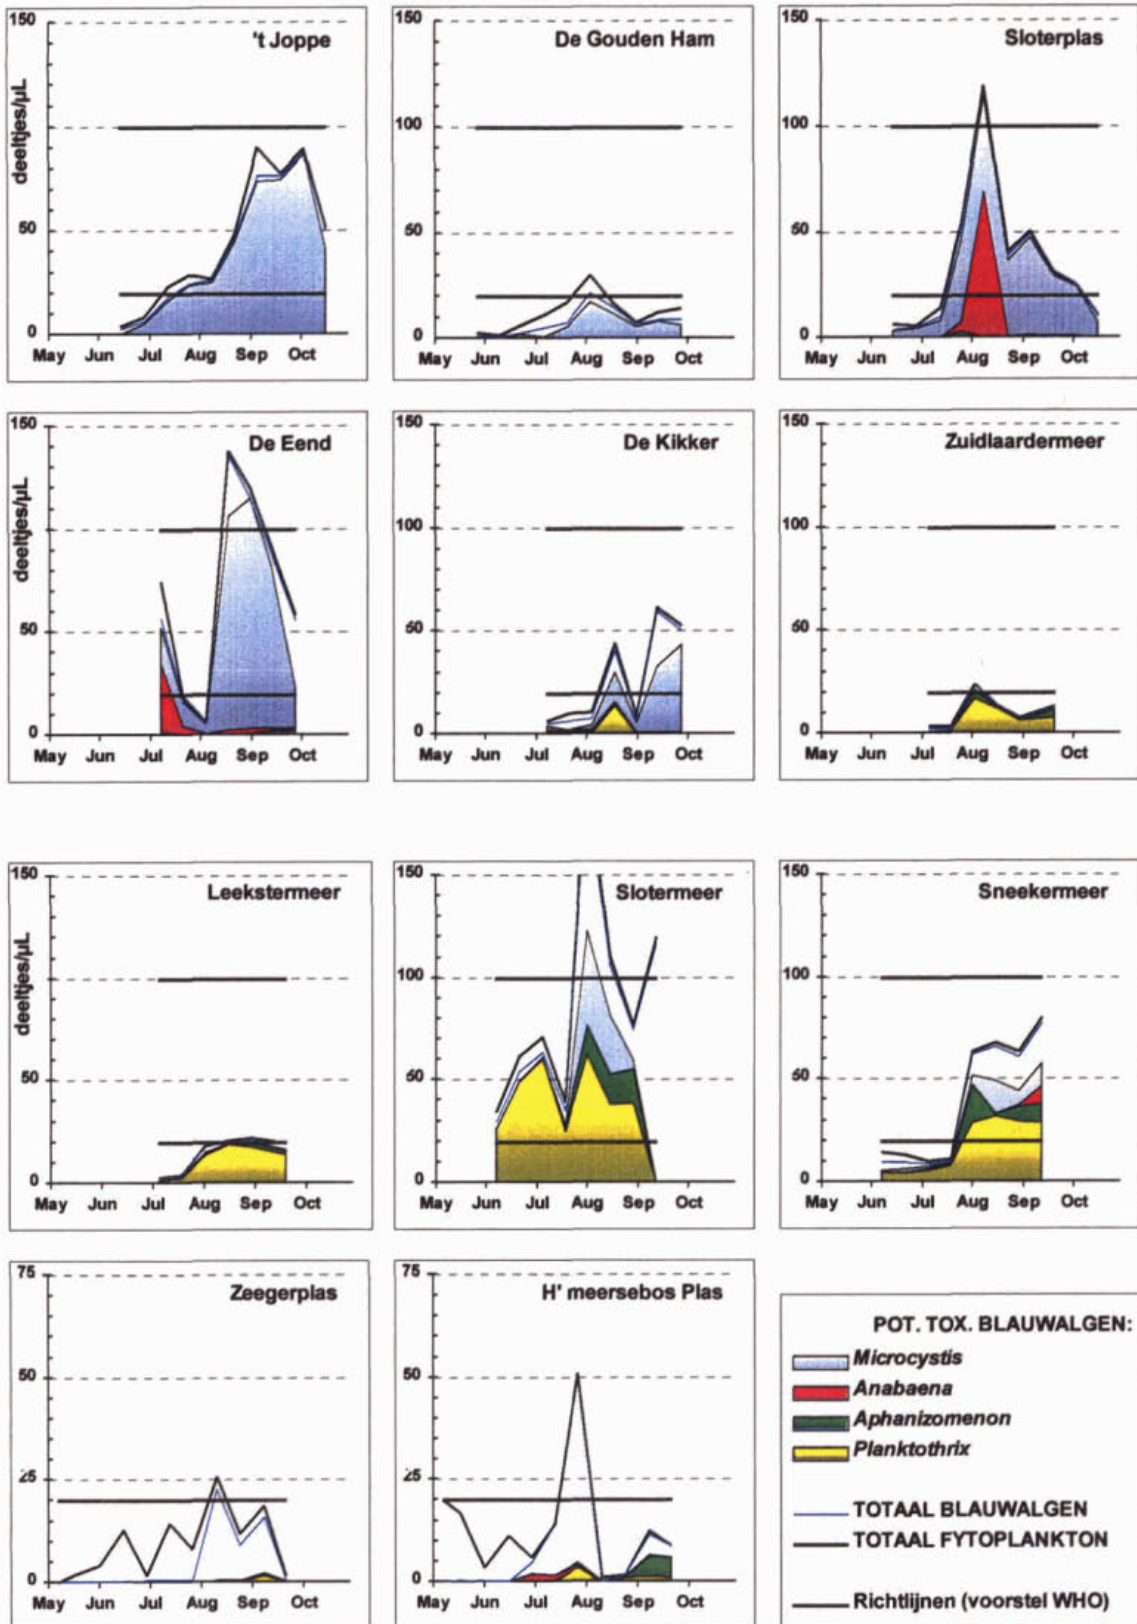 't Joppe
150
100
50
0
deeltjes/µL
May Jun Jul Aug Sep Oct
De Gouden Ham
150
100
50
0
May Jun Jul Aug Sep Oct
Sloterplas
150
100
50
0
May Jun Jul Aug Sep Oct
De Eend
150
50
0
deeltjes/µL
May Jun Jul Aug Sep Oct
De Kikker
150
100
50
0
May Jun Jul Aug Sep Oct
Zuidlaardermeer
150
100
50
0
May Jun Jul Aug Sep Oct
Leekstermeer
150
50
0
deeltjes/µL
May Jun Jul Aug Sep Oct
Slotermeer
150
100
50
0
May Jun Jul Aug Sep Oct
Sneekermeer
150
100
50
0
May Jun Jul Aug Sep Oct
Zeegerplas
75
50
25
0
May Jun Jul Aug Sep Oct
H' meersebos Plas
75
50
25
0
May Jun Jul Aug Sep Oct
POT. TOX. BLAUWALGEN:
Microcystis
Anabaena
Aphanizomenon
Planktothrix
TOTAAL BLAUWALGEN
TOTAAL FYTOPLANKTON
Richtlijnen (voorstel WHO)